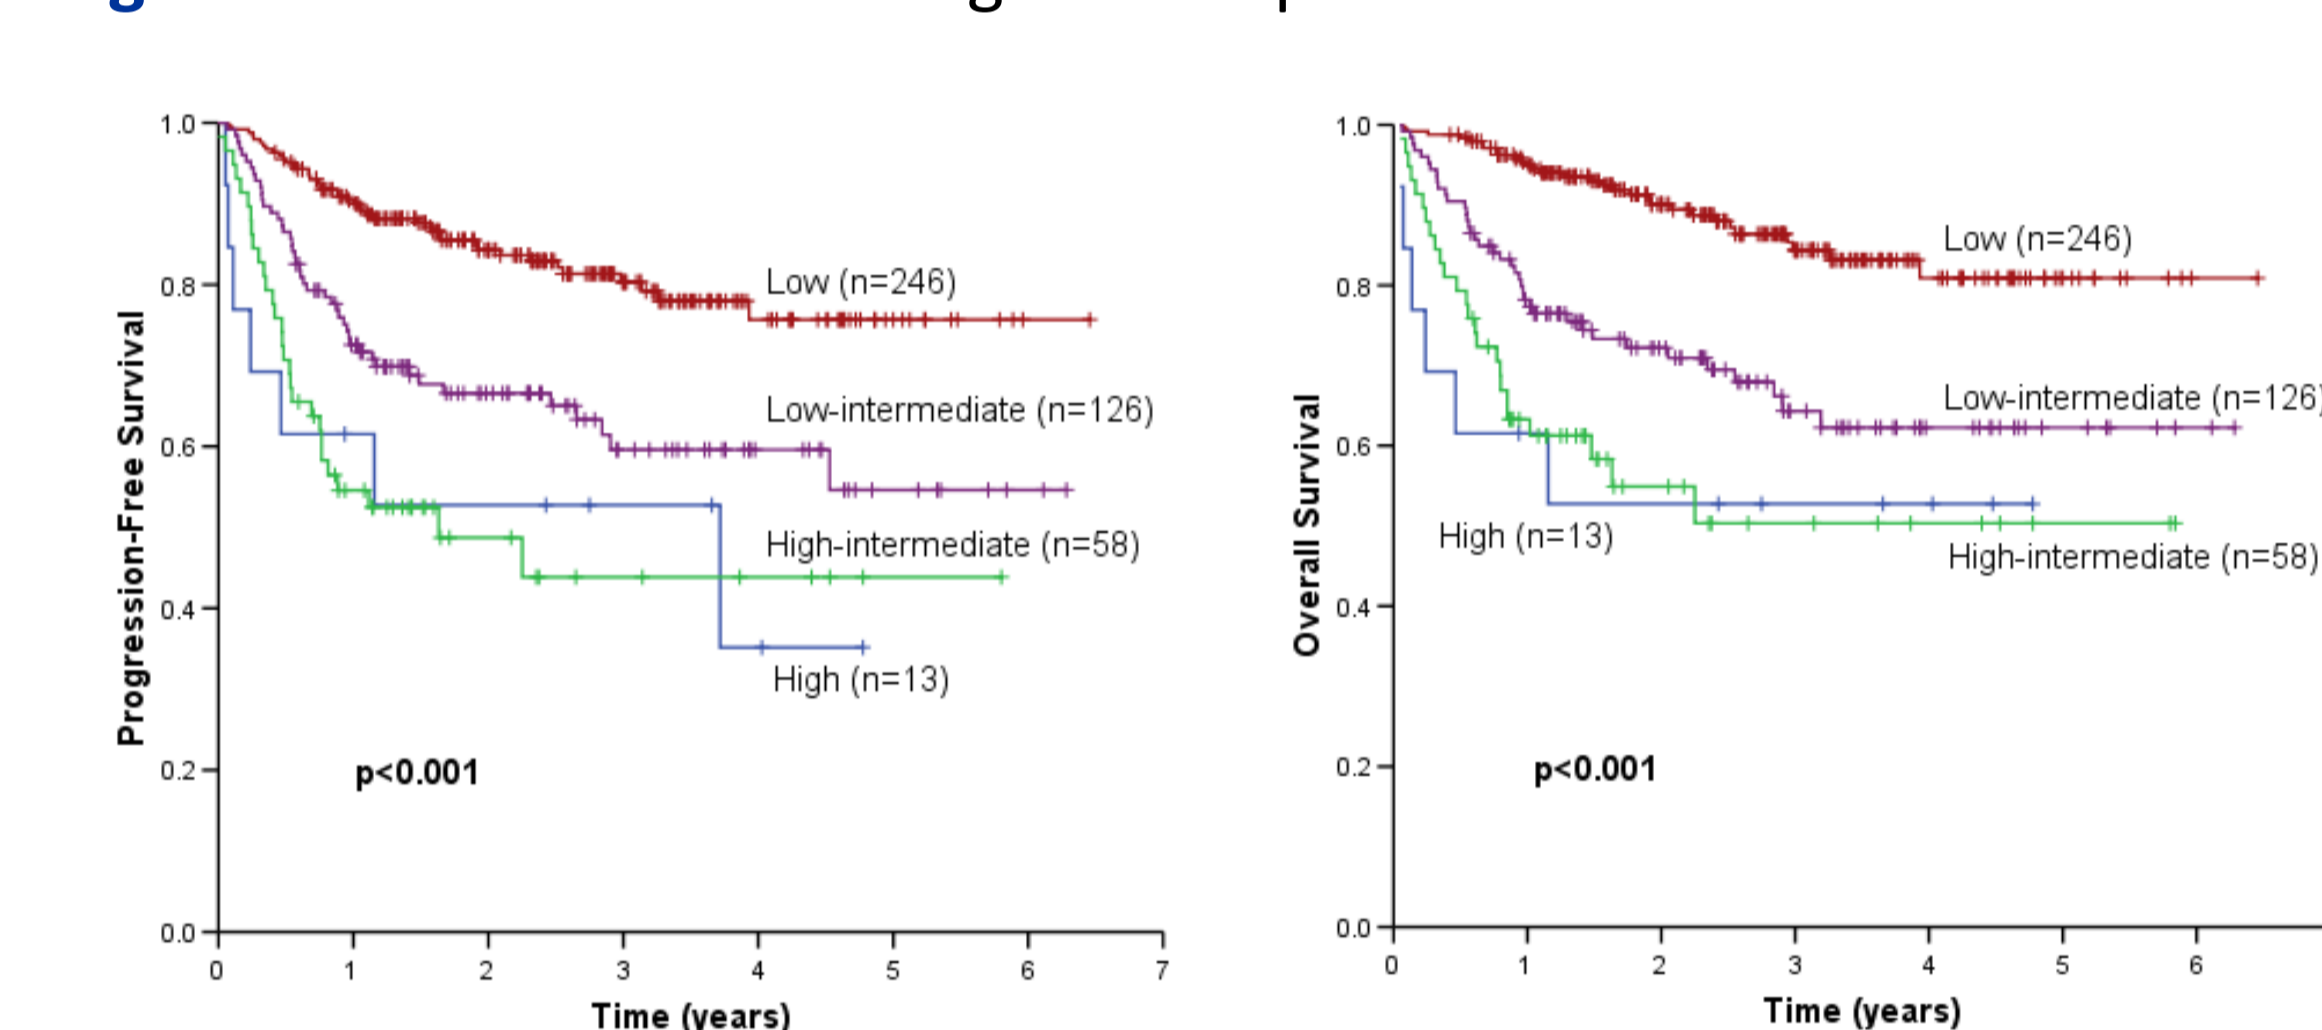 Progression-Free Survival
1.0
0.8
0.6
0.4
0.2
0.0
Low (n=246)
Low-intermediate (n=126)
High-intermediate (n=58)
High (n=13)
p<0.001
0 1 2 3 4 5 6 7
Time (years)
Overall Survival
1.0
0.8
0.6
0.4
0.2
0.0
Low (n=246)
Low-intermediate (n=126)
High (n=13)
High-intermediate (n=58)
p<0.001
0 1 2 3 4 5 6
Time (years)